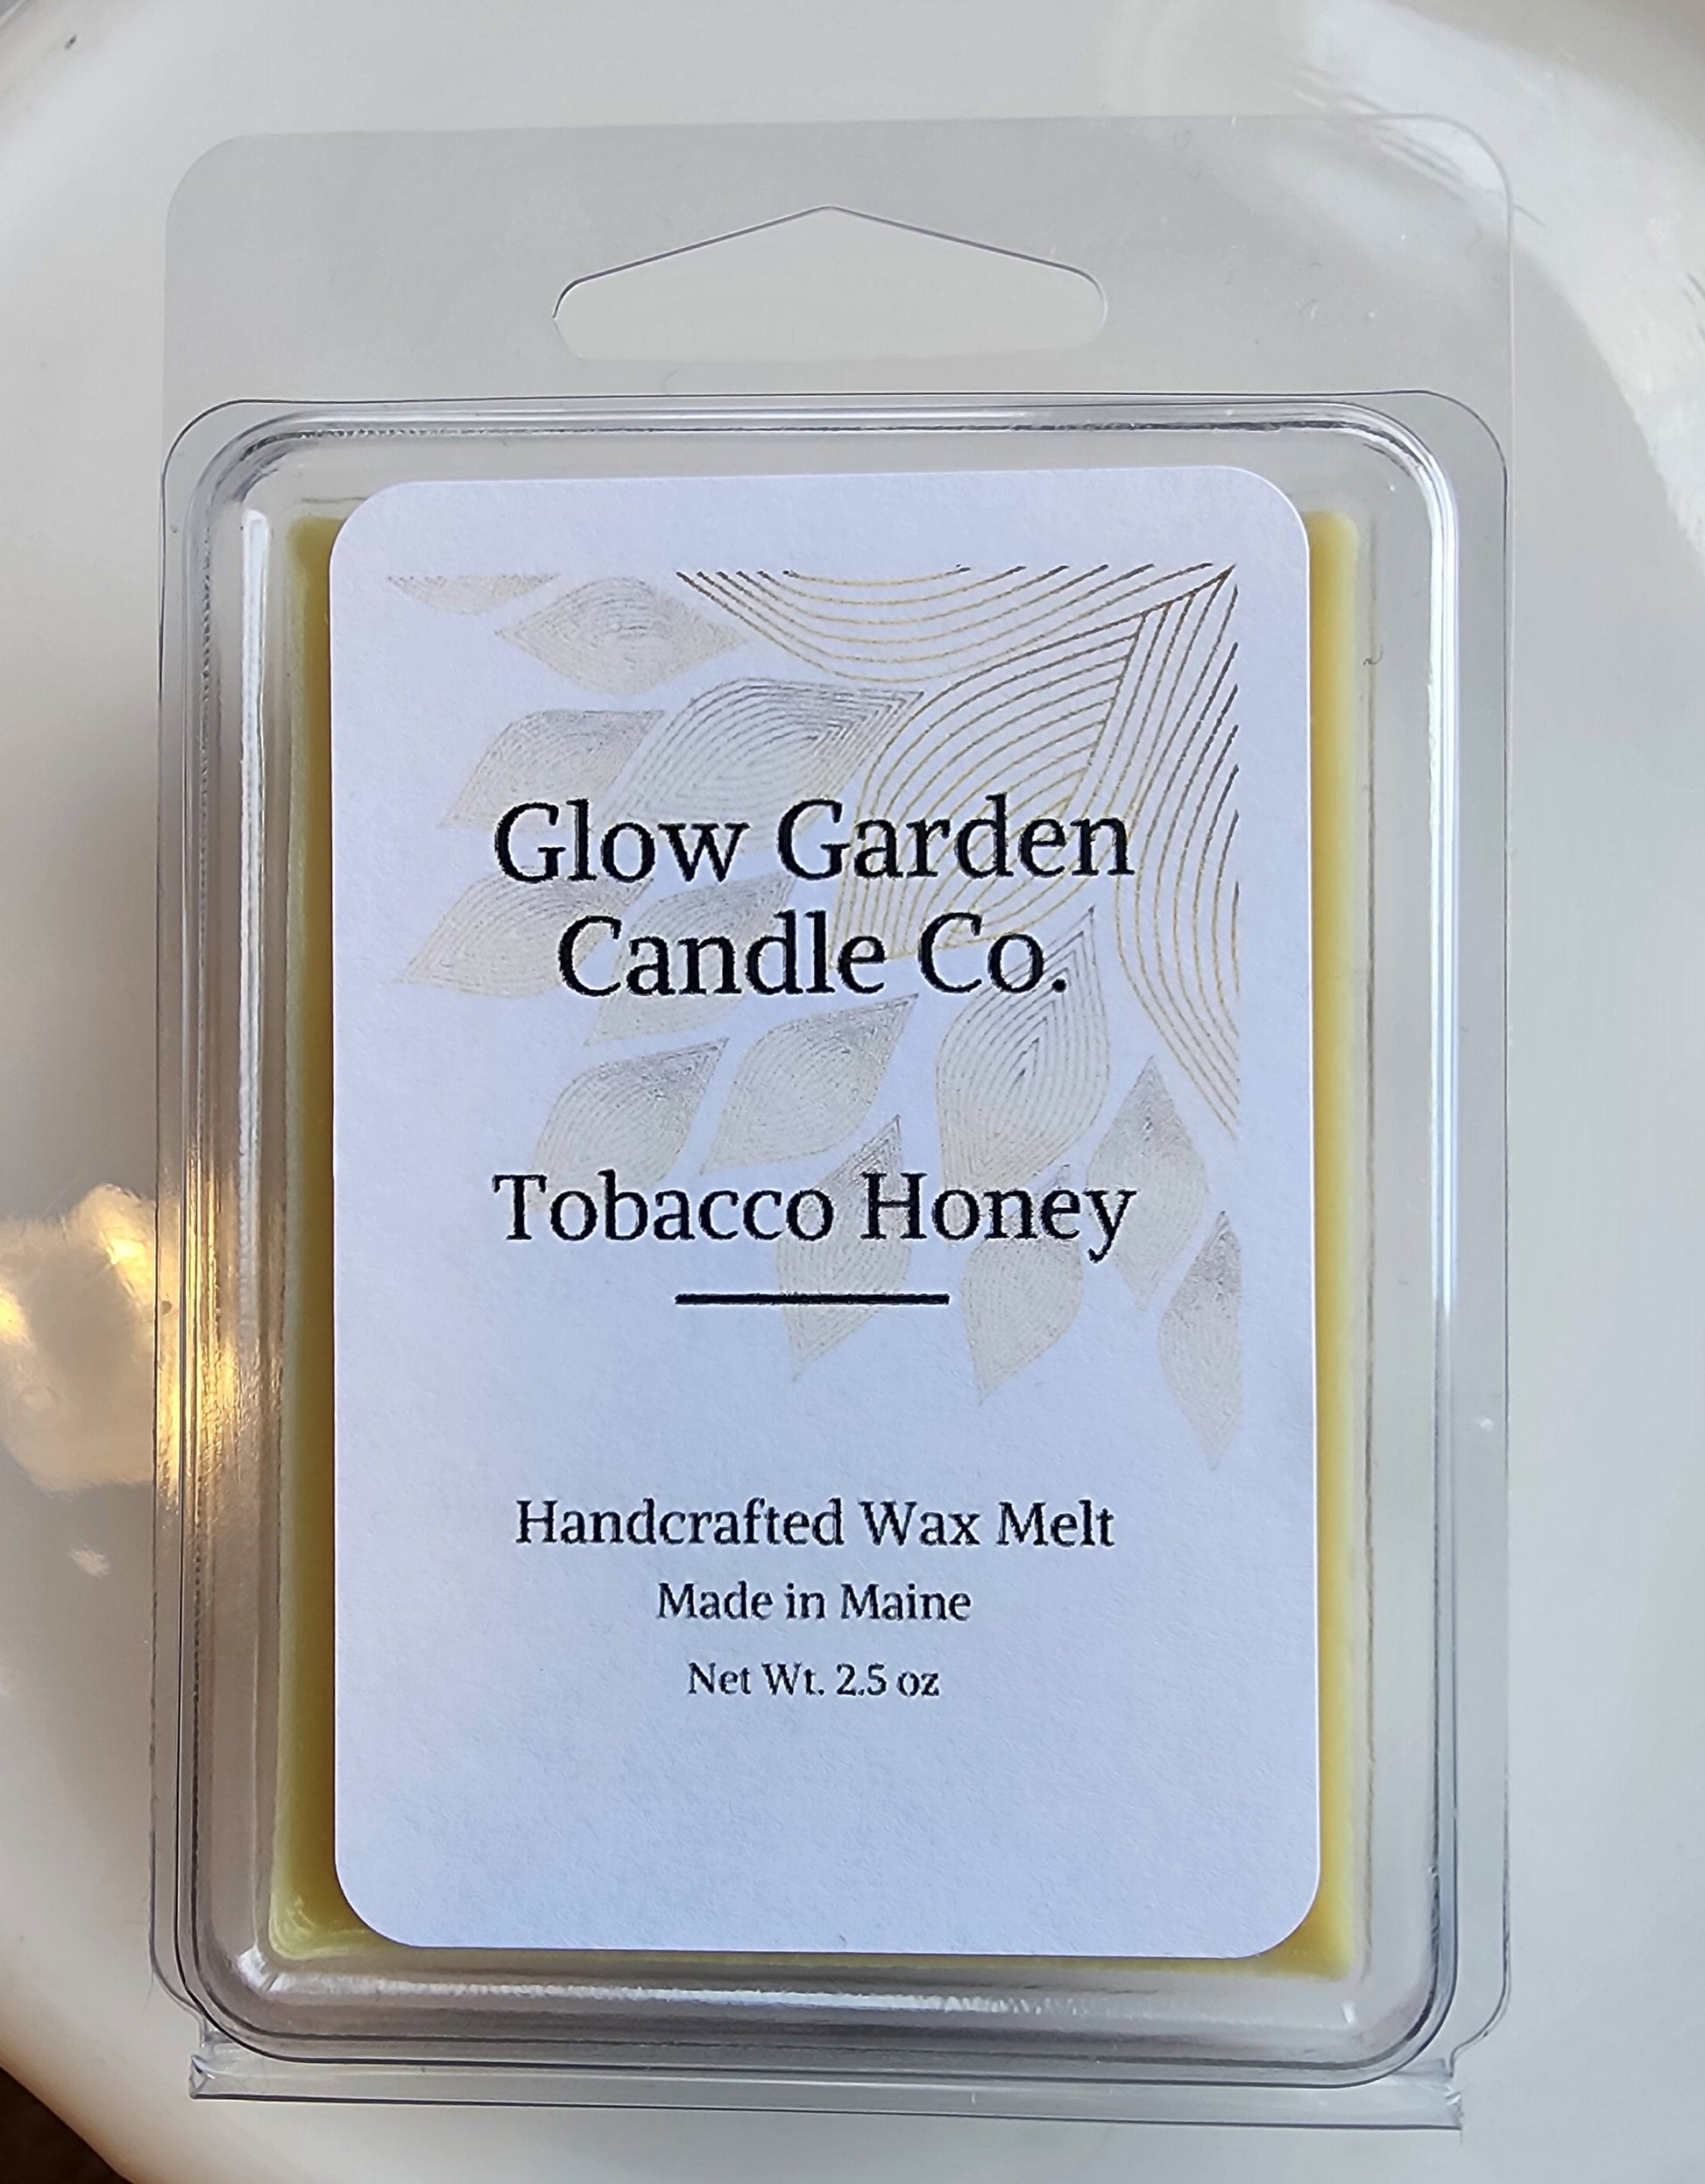 Glow Garden
Candle Co.
Tobacco Honey
Handcrafted Wax Melt
Made in Maine
Net Wt. 2.5 oz